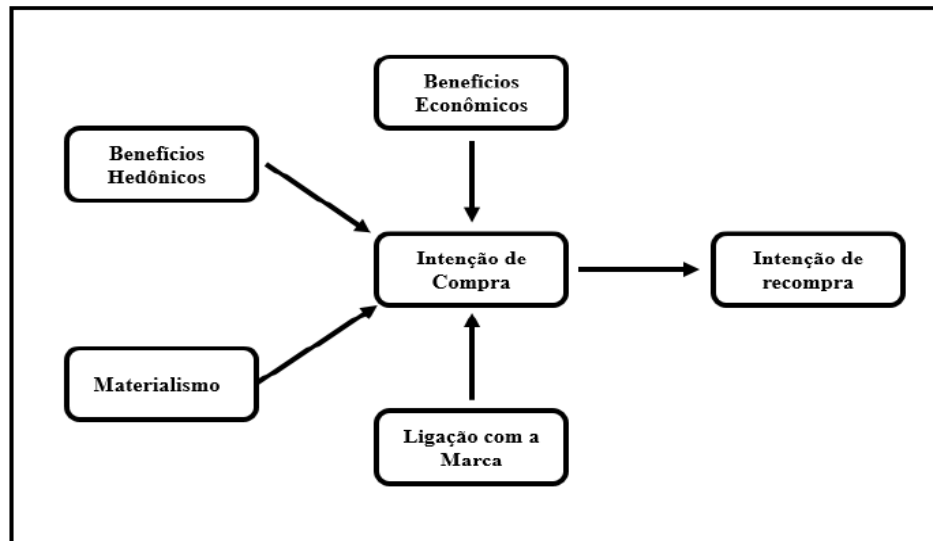 Benefícios
Econômicos
Benefícios
Hedônicos
Intenção de
Compra
Intenção de
recompra
Materialismo
Ligação com a
Marca